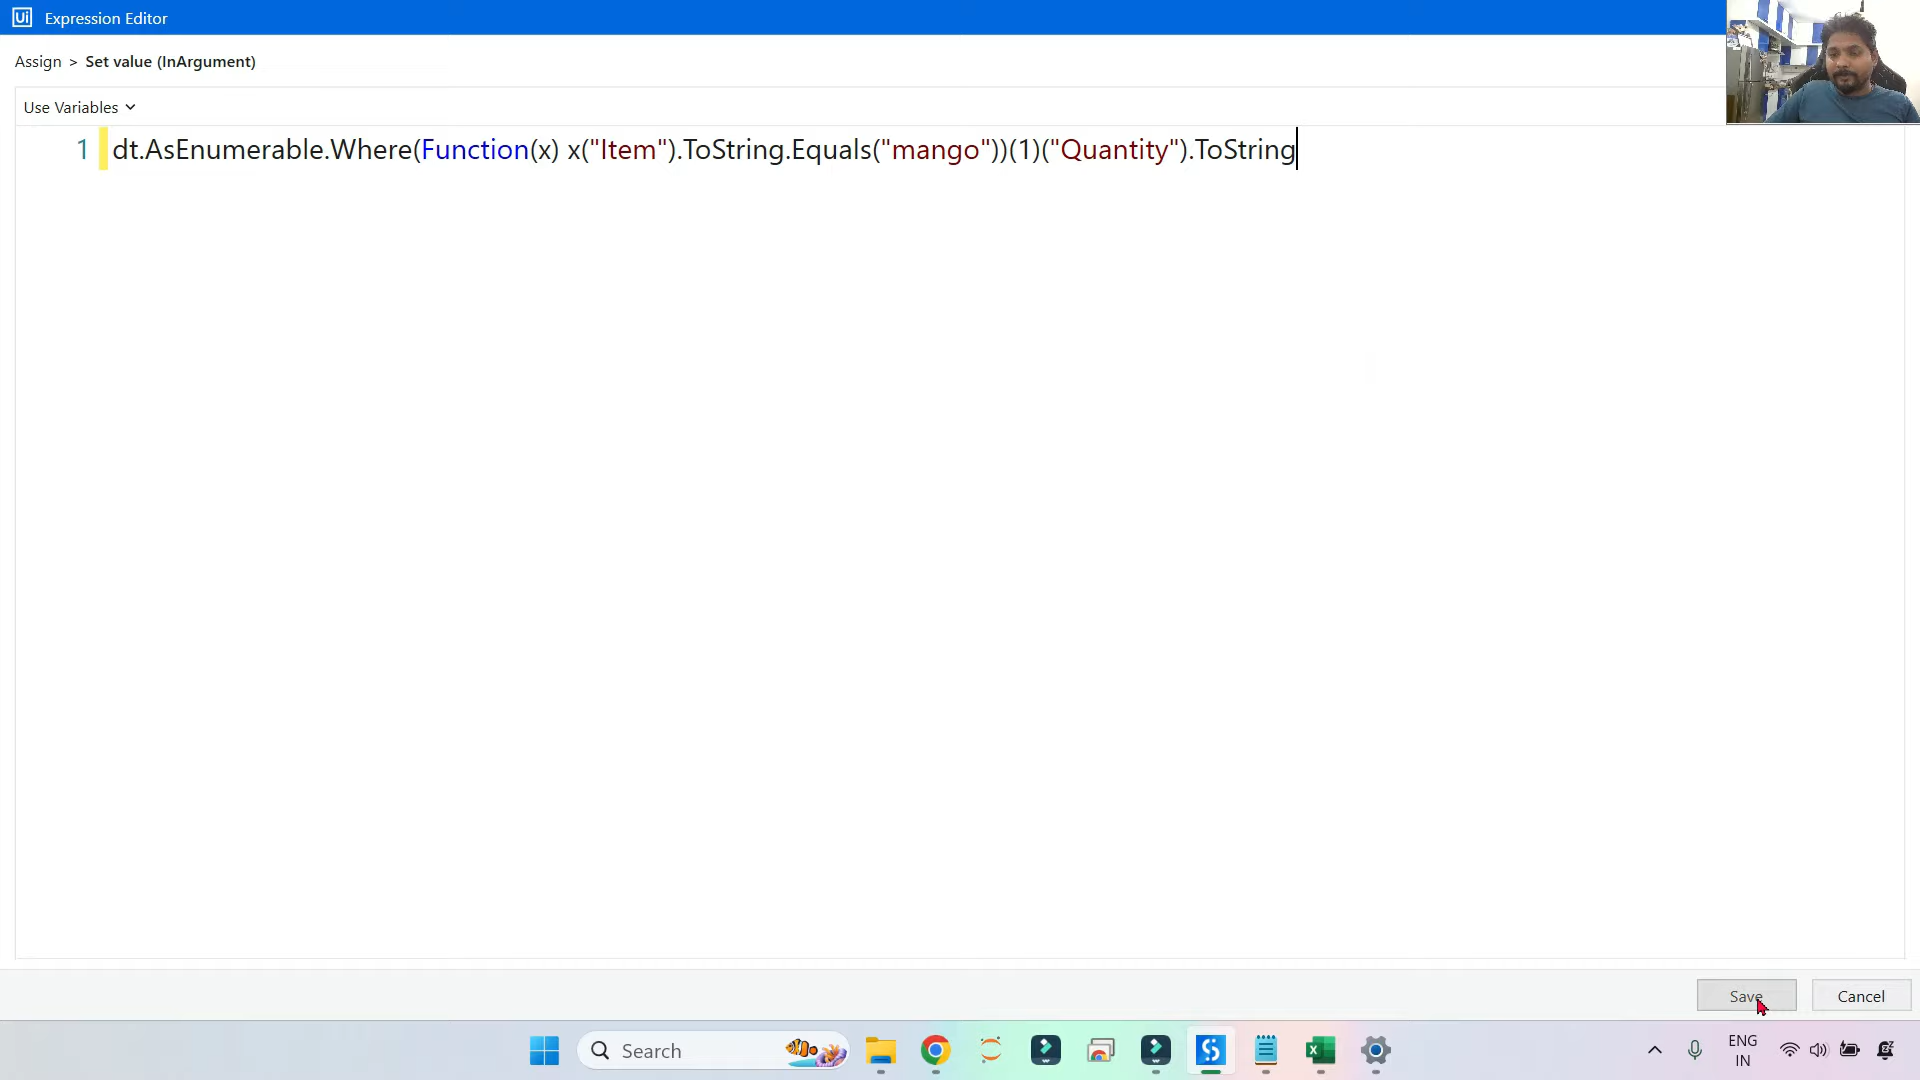 Ui Expression Editor
Assign > Set value (InArgument)
Use Variables
1 dt.AsEnumerable.Where(Function(x) x("Item").ToString.Equals("mango"))(1)("Quantity").ToString
Save Cancel
Search
ENG
IN